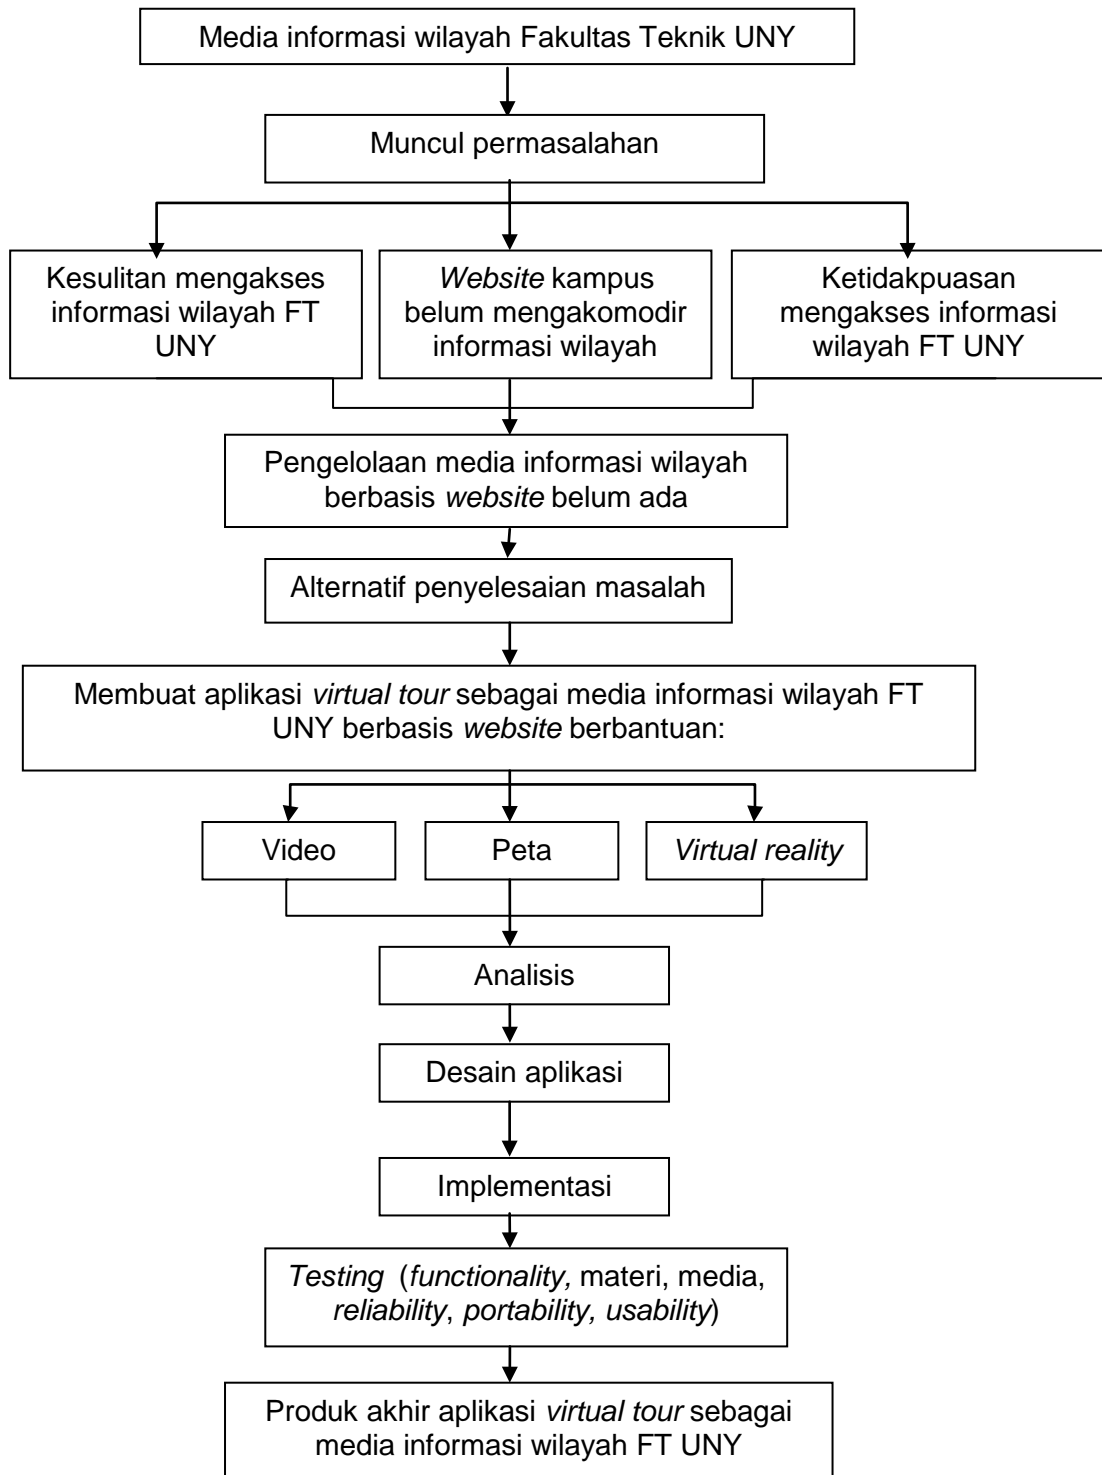 Media informasi wilayah Fakultas Teknik UNY
Muncul permasalahan
Kesulitan mengakses
informasi wilayah FT
UNY
Website kampus
belum mengakomodir
informasi wilayah
Ketidakpuasan
mengakses informasi
wilayah FT UNY
Pengelolaan media informasi wilayah
berbasis website belum ada
Alternatif penyelesaian masalah
Membuat aplikasi virtual tour sebagai media informasi wilayah FT
UNY berbasis website berbantuan:
Video
Peta
Virtual reality
Analisis
Desain aplikasi
Implementasi
Testing (functionality, materi, media,
reliability, portability, usability)
Produk akhir aplikasi virtual tour sebagai
media informasi wilayah FT UNY